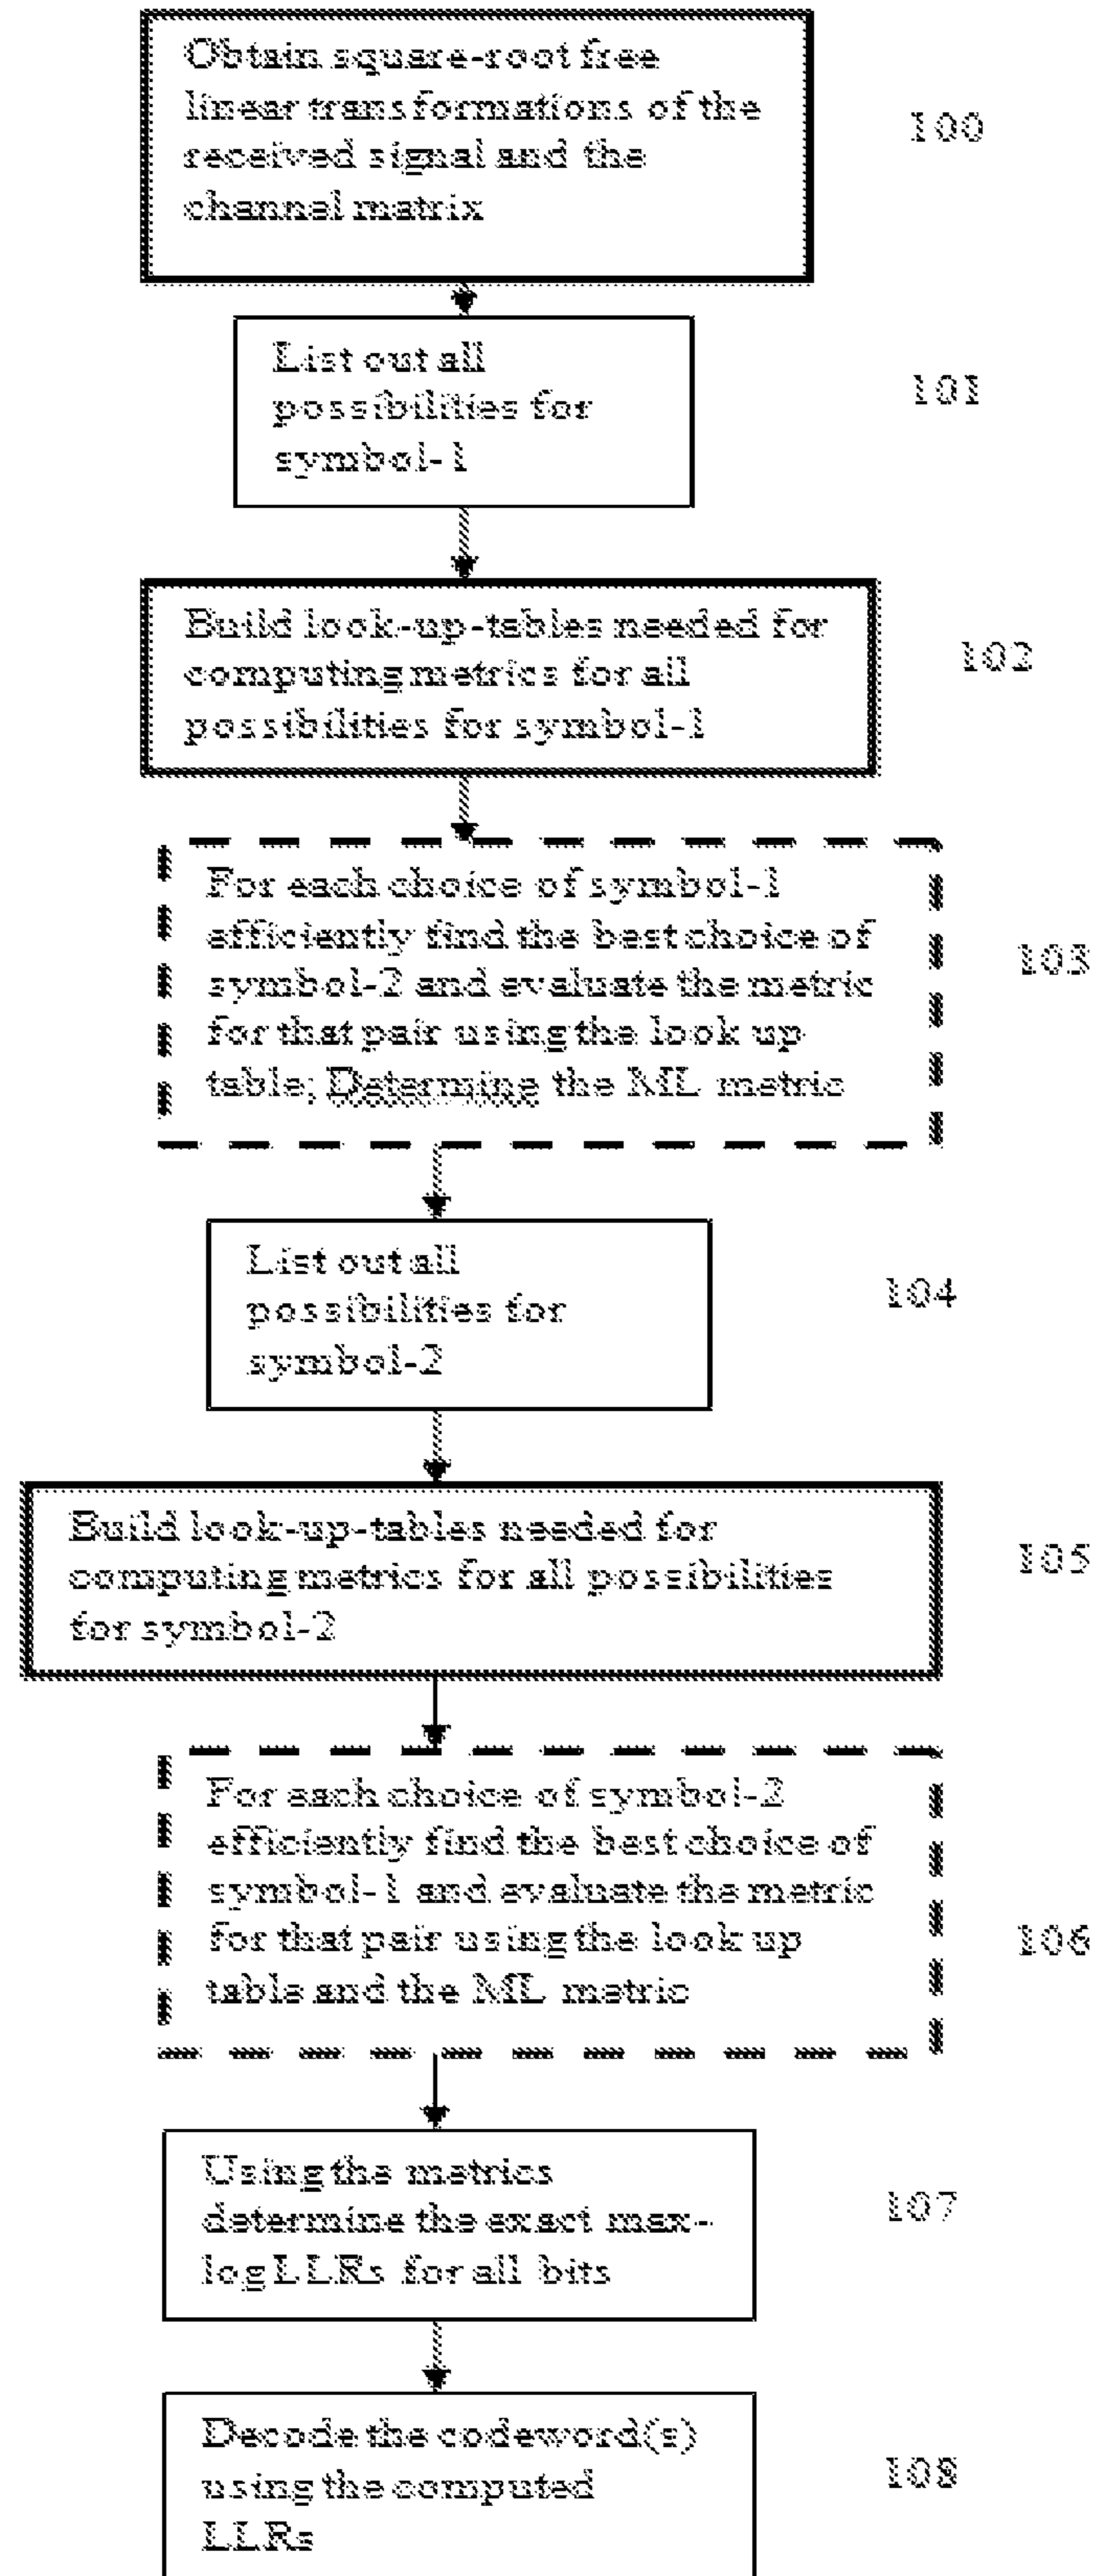 Obtain square-root free
linear transformations of the
received signal and the
channel matrix
100
List out all
possibilities for
symbol-1
101
Build look-up-tables needed for
computing metrics for all
possibilities for symbol-1
102
For each choice of symbol-1
efficiently find the best choice of
symbol-2 and evaluate the metric
for that pair using the look up
table; Determine the ML metric
103
List out all
possibilities for
symbol-2
104
Build look-up-tables needed for
computing metrics for all possibilities
for symbol-2
105
For each choice of symbol-2
efficiently find the best choice of
symbol-1 and evaluate the metric
for that pair using the look up
table and the ML metric
106
Using the metrics
determine the exact max-
log LLRs for all bits
107
Decode the codeword(s)
using the computed
LLRs
108